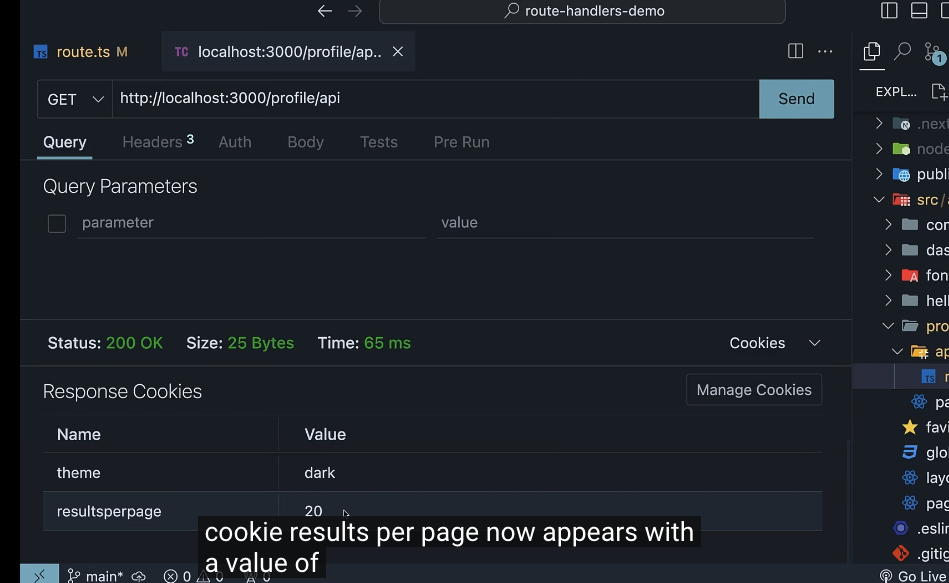 route-handlers-demo
TS route.ts M
TC localhost:3000/profile/ap..
GET
http://localhost:3000/profile/api
Send
EXPL...
Query
Headers 3
Auth
Body
Tests
Pre Run
Query Parameters
parameter
value
Status: 200 OK
Size: 25 Bytes
Time: 65 ms
Cookies
Response Cookies
Manage Cookies
Name
Value
theme
dark
resultsperpage
20
cookie results per page now appears with
a value of
main*
0
0
0
.next
node
publi
src/a
con
das
fon
hell
pro
ap
TS r
pa
favi
glo
layo
pag
.eslin
.gitig
Go Live
1